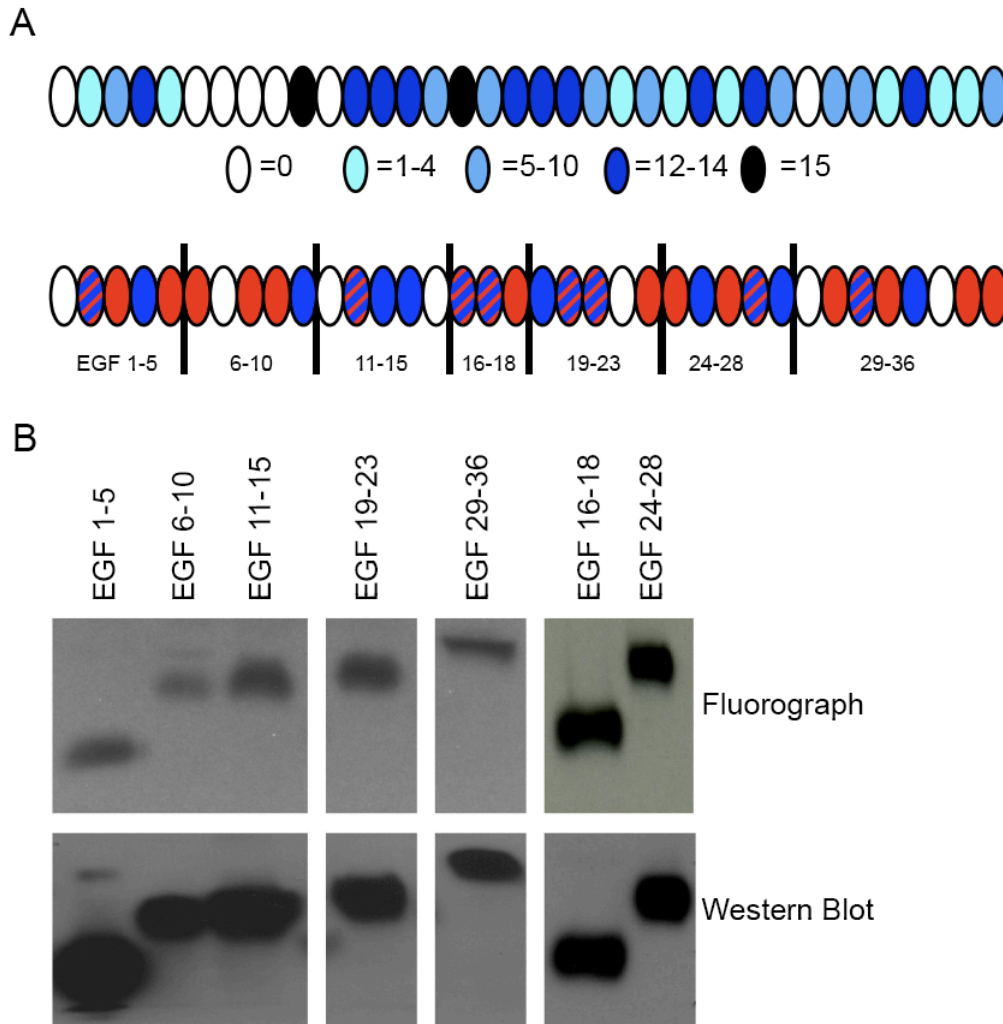 A
=0 =1-4 =5-10 =12-14 =15
EGF 1-5 6-10 11-15 16-18 19-23 24-28 29-36
B
EGF 1-5
EGF 6-10
EGF 11-15
EGF 19-23
EGF 29-36
EGF 16-18
EGF 24-28
Fluorograph
Western Blot